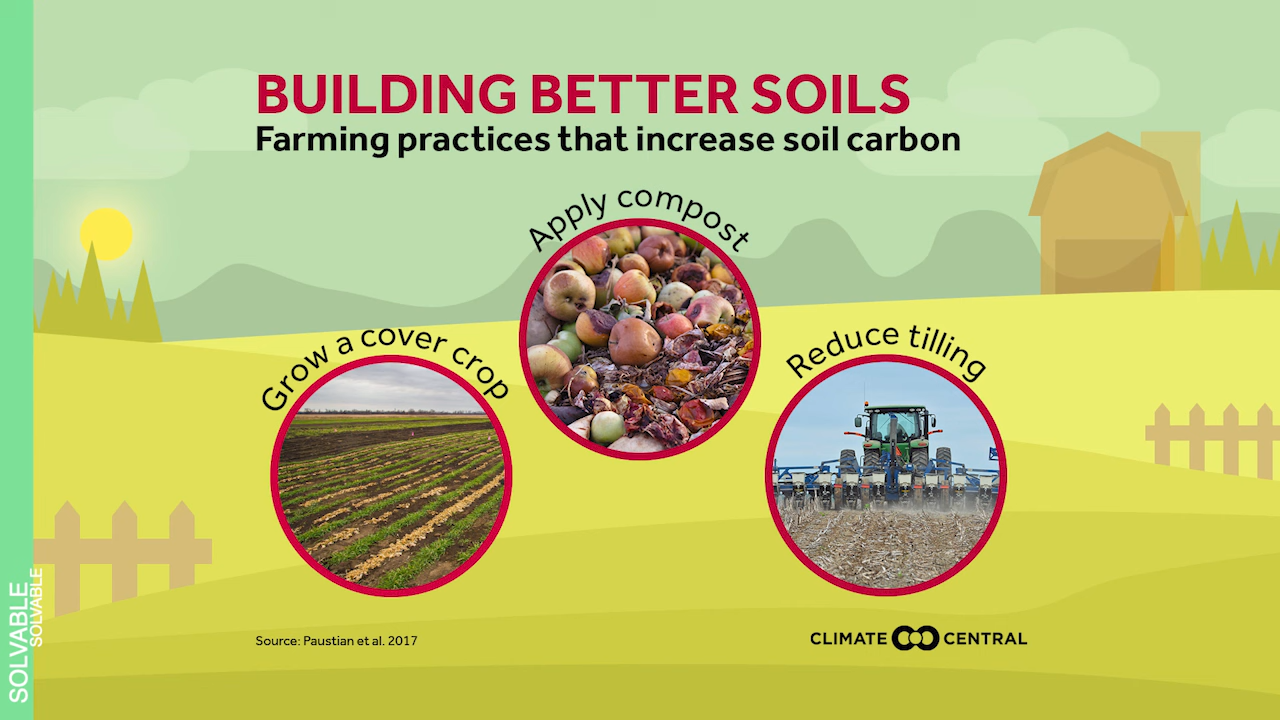 BUILDING BETTER SOILS
Farming practices that increase soil carbon
Apply compost
Grow a cover crop
Reduce tilling
Source: Paustian et al. 2017
CLIMATE CENTRAL
SOLVABLE
SOLVABLE